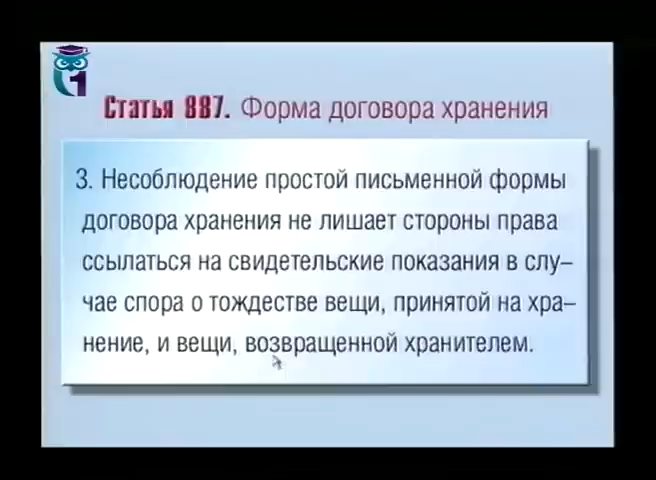 1
Статья 887. Форма договора хранения
3. Несоблюдение простой письменной формы
договора хранения не лишает стороны права
ссылаться на свидетельские показания в слу–
чае спора о тождестве вещи, принятой на хра–
нение, и вещи, возвращенной хранителем.